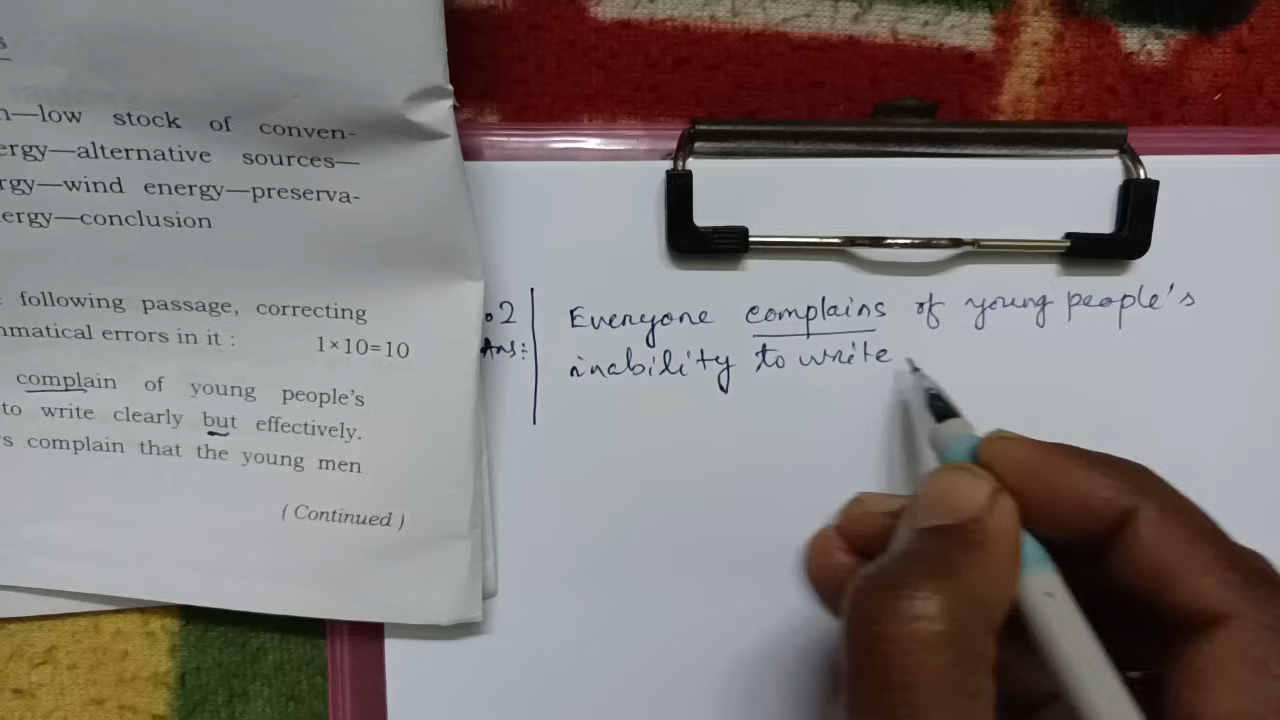 n—low stock of conven-
ergy—alternative sources—
rgy—wind energy—preserva-
ergy—conclusion
following passage, correcting
mmatical errors in it : 1×10=10
complain of young people's
to write clearly but effectively.
s complain that the young men
( Continued )
.2
Ans:
Everyone complains of young people's
inability to write